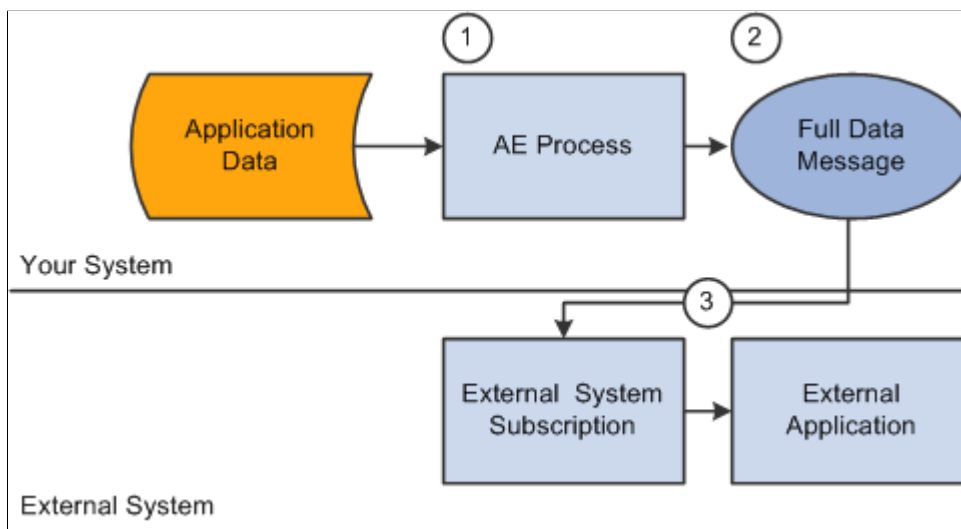 1
2
Application
Data
AE Process
Full Data
Message
Your System
3
External System
Subscription
External
Application
External System